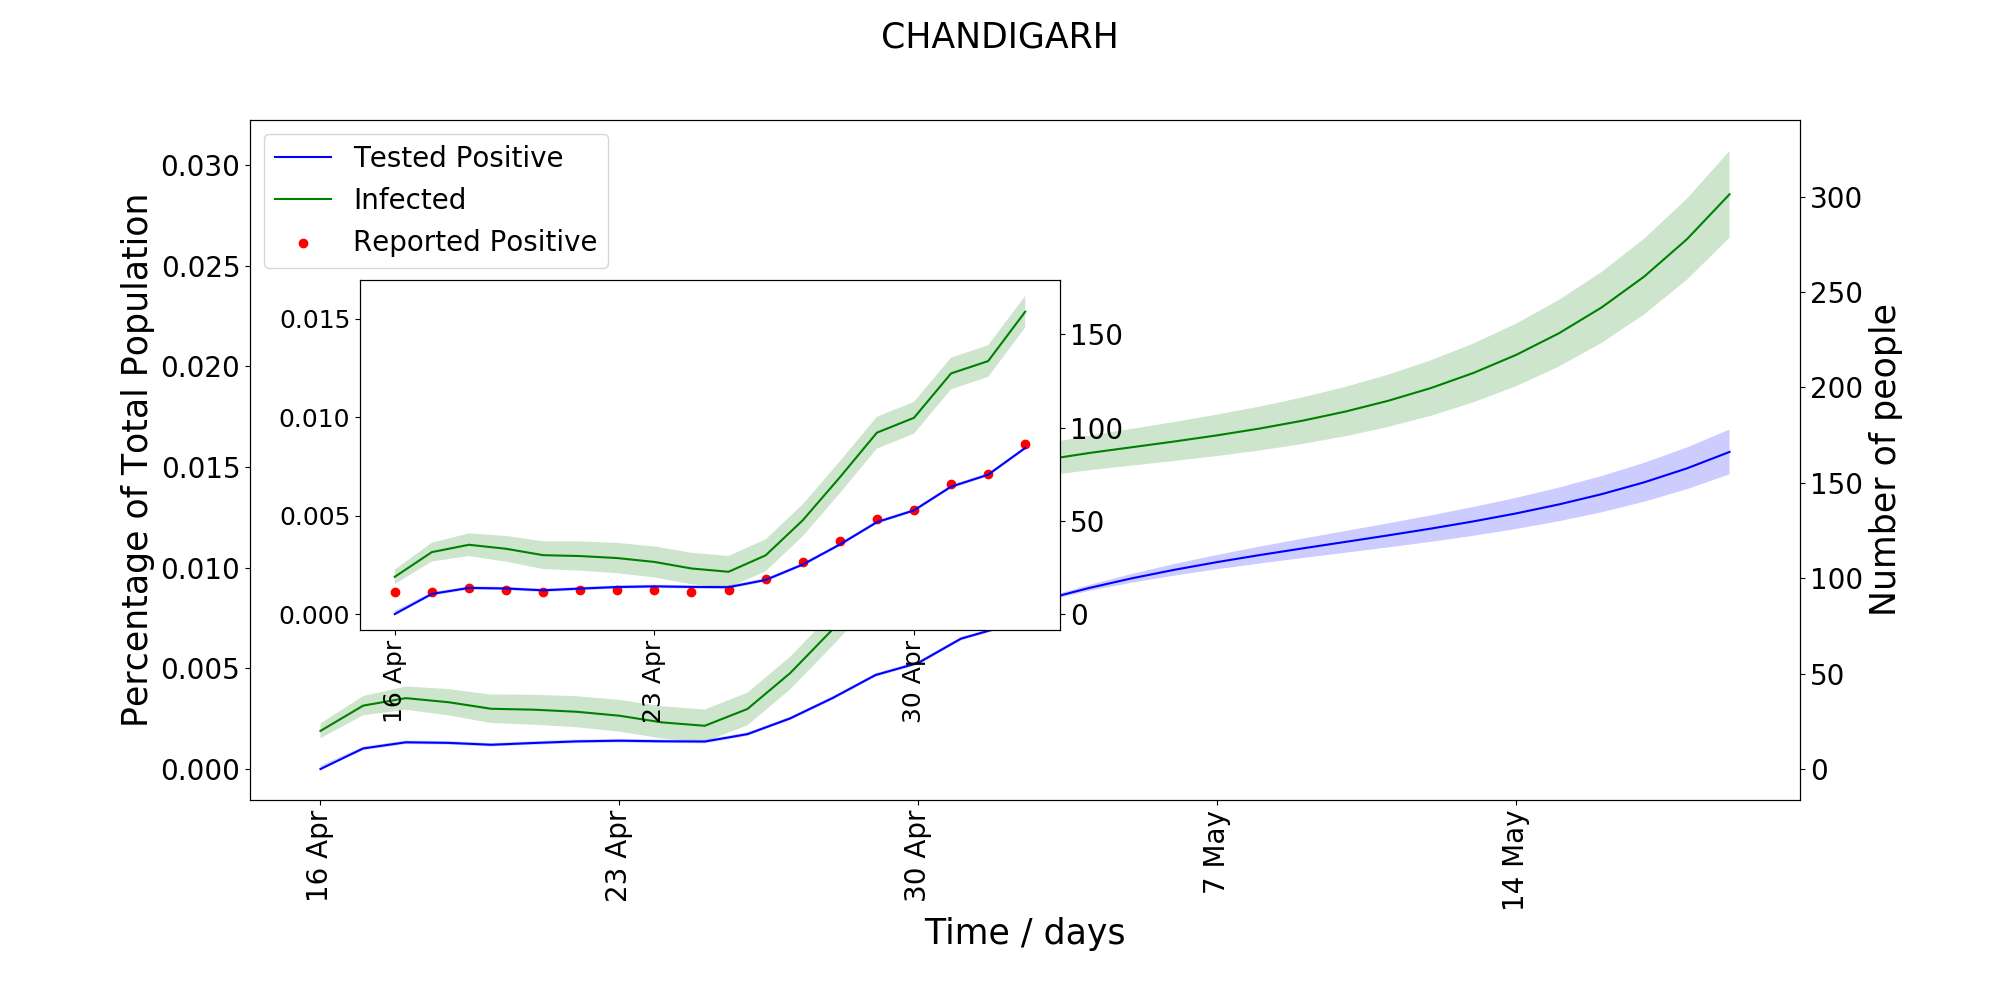 CHANDIGARH
Tested Positive
Infected
Reported Positive
Percentage of Total Population
0.030
0.025
0.020
0.015
0.010
0.005
0.000
0.015
0.010
0.005
0.000
150
100
50
0
16 Apr
23 Apr
30 Apr
300
250
200
150
100
50
0
Number of people
16 Apr
23 Apr
30 Apr
7 May
14 May
Time / days